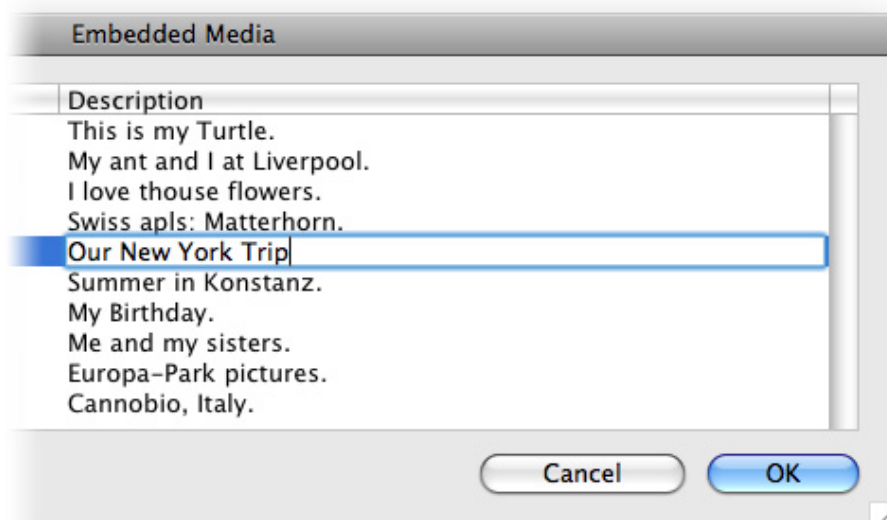 Embedded Media
Description
This is my Turtle.
My ant and I at Liverpool.
I love thouse flowers.
Swiss apls: Matterhorn.
Our New York Trip
Summer in Konstanz.
My Birthday.
Me and my sisters.
Europa-Park pictures.
Cannobio, Italy.
Cancel OK